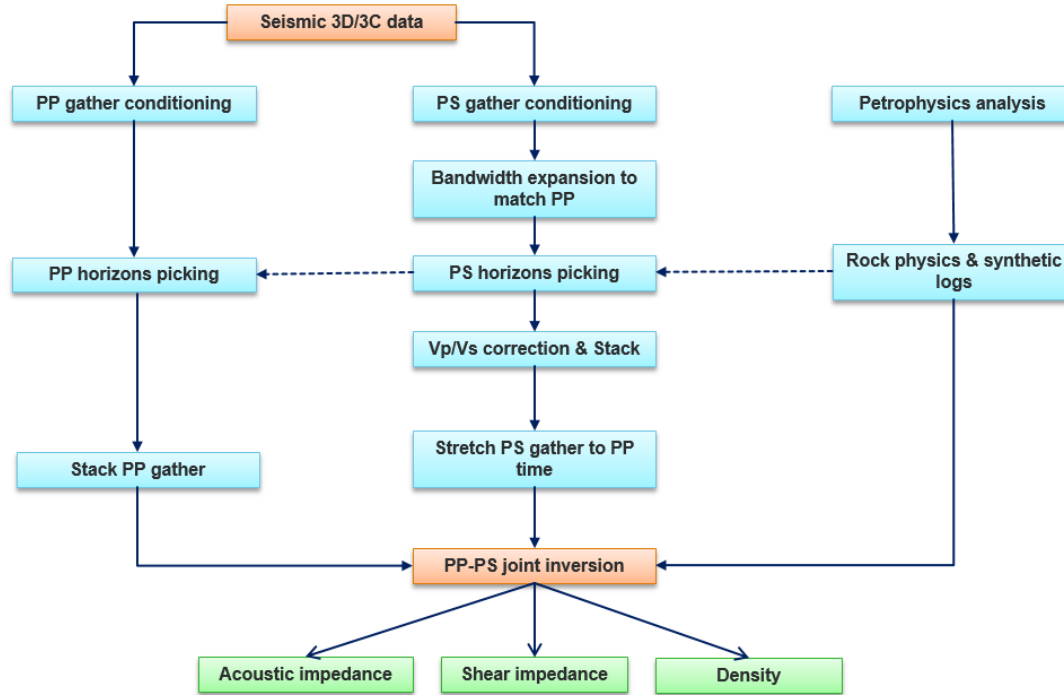 Seismic 3D/3C data
PP gather conditioning
PS gather conditioning
Petrophysics analysis
Bandwidth expansion to
match PP
PP horizons picking
PS horizons picking
Rock physics & synthetic
logs
Vp/Vs correction & Stack
Stack PP gather
Stretch PS gather to PP
time
PP-PS joint inversion
Acoustic impedance
Shear impedance
Density